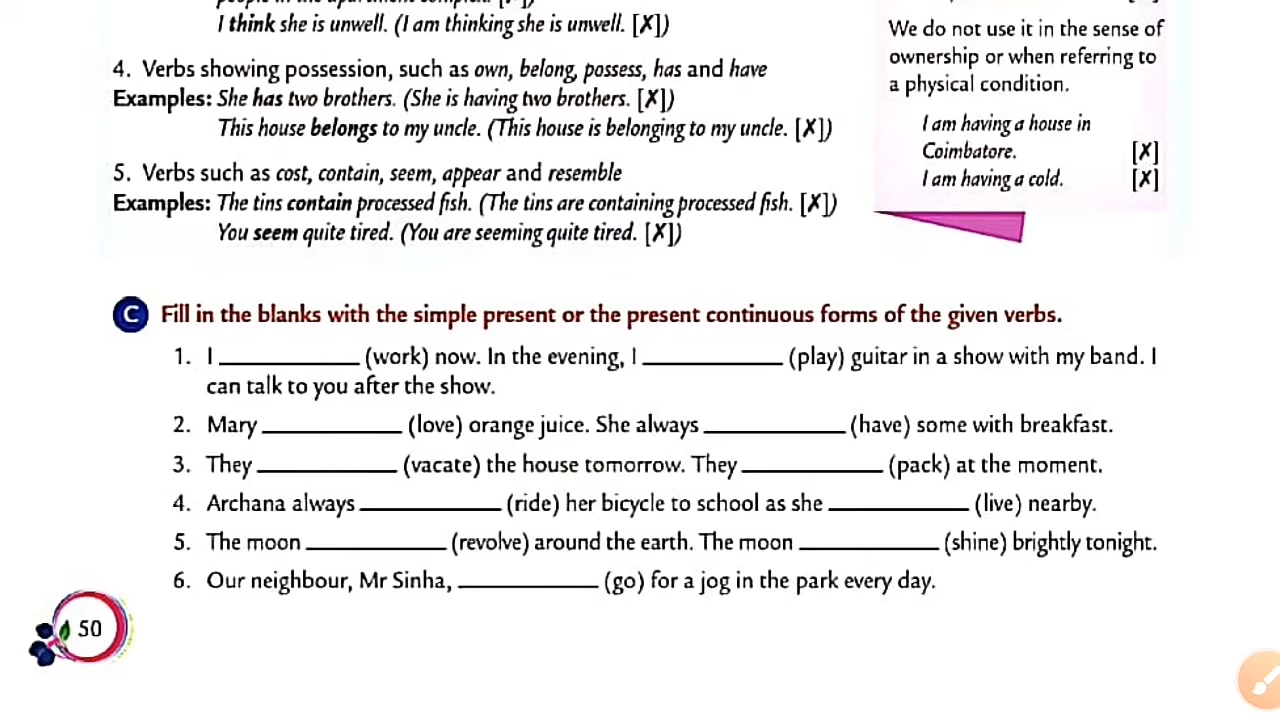 I think she is unwell. (I am thinking she is unwell. [✗])
4. Verbs showing possession, such as own, belong, possess, has and have
Examples: She has two brothers. (She is having two brothers. [✗])
This house belongs to my uncle. (This house is belonging to my uncle. [✗])
5. Verbs such as cost, contain, seem, appear and resemble
Examples: The tins contain processed fish. (The tins are containing processed fish. [✗])
You seem quite tired. (You are seeming quite tired. [✗])
We do not use it in the sense of
ownership or when referring to
a physical condition.
I am having a house in
Coimbatore. [✗]
I am having a cold. [✗]
C Fill in the blanks with the simple present or the present continuous forms of the given verbs.
1. I ____________ (work) now. In the evening, I ____________ (play) guitar in a show with my band. I
can talk to you after the show.
2. Mary ____________ (love) orange juice. She always ____________ (have) some with breakfast.
3. They ____________ (vacate) the house tomorrow. They ____________ (pack) at the moment.
4. Archana always ____________ (ride) her bicycle to school as she ____________ (live) nearby.
5. The moon ____________ (revolve) around the earth. The moon ____________ (shine) brightly tonight.
6. Our neighbour, Mr Sinha, ____________ (go) for a jog in the park every day.
50